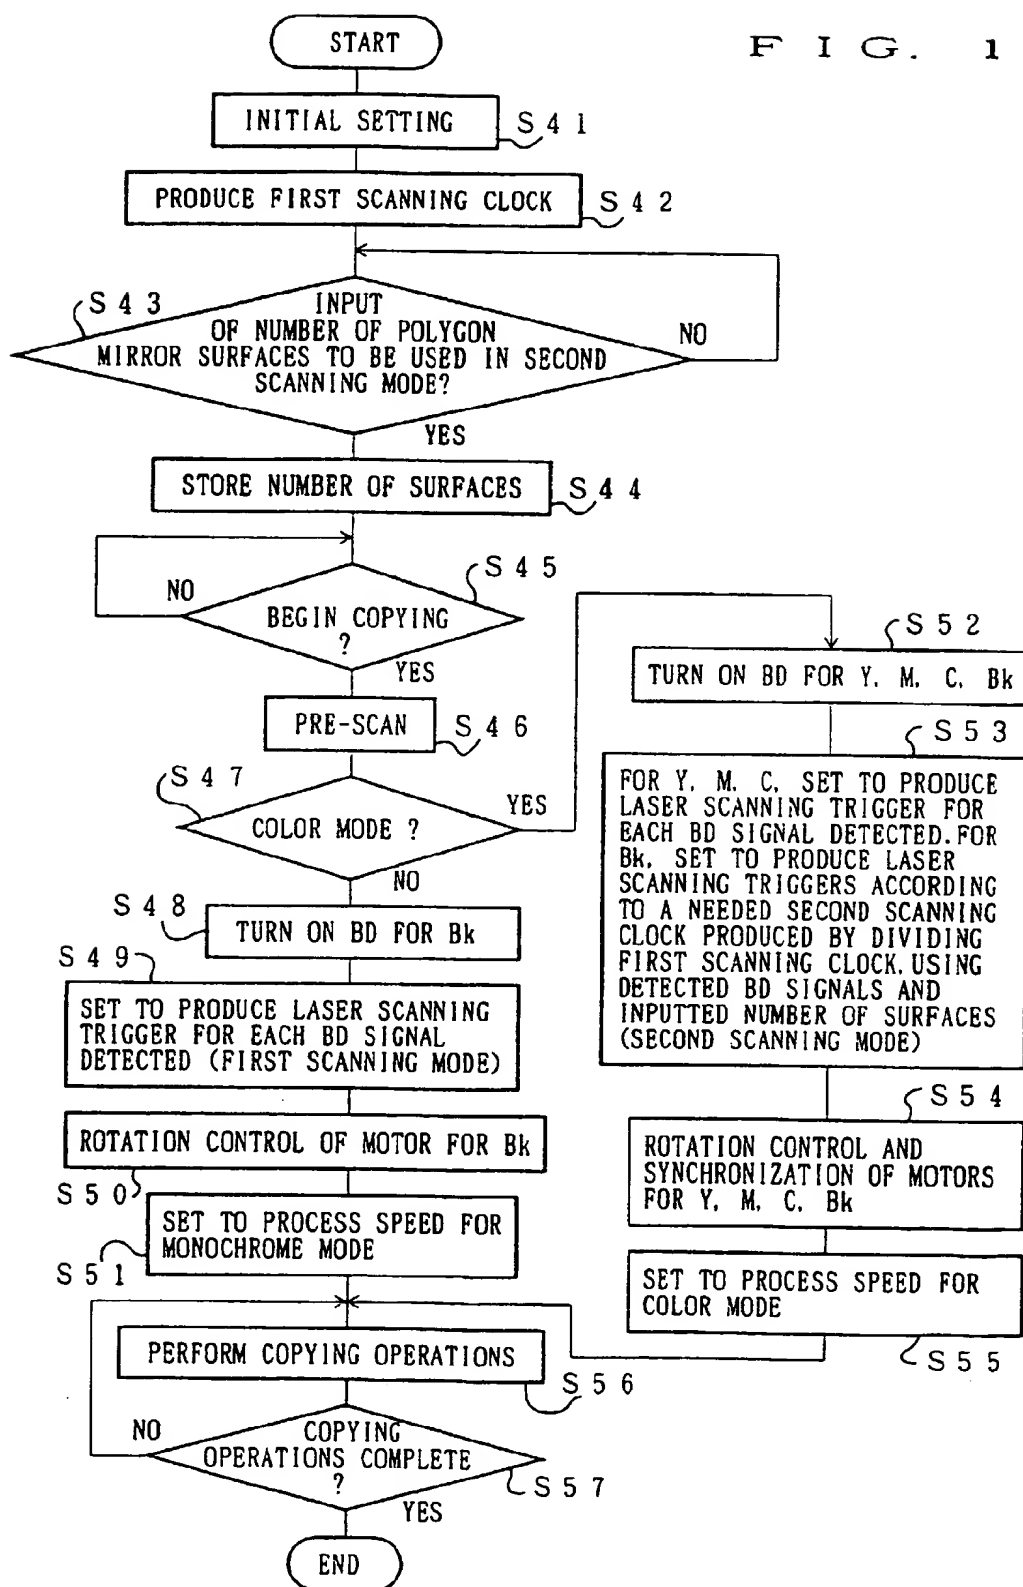 START
F I G. 1
INITIAL SETTING
S 4 1
PRODUCE FIRST SCANNING CLOCK
S 4 2
S 4 3
INPUT
OF NUMBER OF POLYGON
MIRROR SURFACES TO BE USED IN SECOND
SCANNING MODE?
NO
YES
STORE NUMBER OF SURFACES
S 4 4
S 4 5
NO
BEGIN COPYING
?
YES
PRE-SCAN
S 4 6
S 4 7
COLOR MODE ?
YES
NO
S 4 8
TURN ON BD FOR Bk
S 4 9
SET TO PRODUCE LASER SCANNING
TRIGGER FOR EACH BD SIGNAL
DETECTED (FIRST SCANNING MODE)
ROTATION CONTROL OF MOTOR FOR Bk
S 5 0
SET TO PROCESS SPEED FOR
MONOCHROME MODE
S 5 1
S 5 2
TURN ON BD FOR Y. M. C. Bk
S 5 3
FOR Y. M. C. SET TO PRODUCE
LASER SCANNING TRIGGER FOR
EACH BD SIGNAL DETECTED. FOR
Bk. SET TO PRODUCE LASER
SCANNING TRIGGERS ACCORDING
TO A NEEDED SECOND SCANNING
CLOCK PRODUCED BY DIVIDING
FIRST SCANNING CLOCK. USING
DETECTED BD SIGNALS AND
INPUTTED NUMBER OF SURFACES
(SECOND SCANNING MODE)
S 5 4
ROTATION CONTROL AND
SYNCHRONIZATION OF MOTORS
FOR Y. M. C. Bk
SET TO PROCESS SPEED FOR
COLOR MODE
S 5 5
PERFORM COPYING OPERATIONS
S 5 6
NO
COPYING
OPERATIONS COMPLETE
?
S 5 7
YES
END